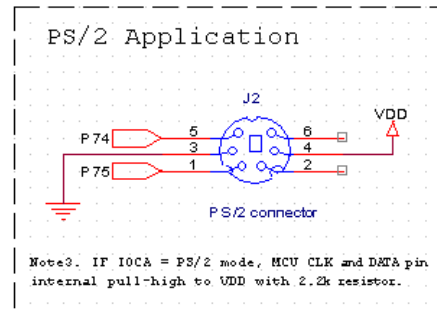 PS/2 Application
J2
VDD
P74
5
6
3
4
P75
1
2
PS/2 connector
Note3. IF IOCA = PS/2 mode, MCU CLK and DATA pin
internal pull-high to VDD with 2.2k resistor.